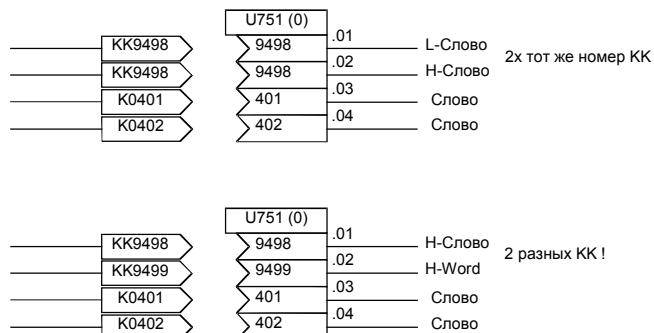 U751 (0)
KK9498 9498 .01 L-Слово
KK9498 9498 .02 H-Слово
2x тот же номер KK
K0401 401 .03 Слово
K0402 402 .04 Слово
U751 (0)
KK9498 9498 .01 H-Слово
KK9499 9499 .02 H-Word
2 разных KK !
K0401 401 .03 Слово
K0402 402 .04 Слово